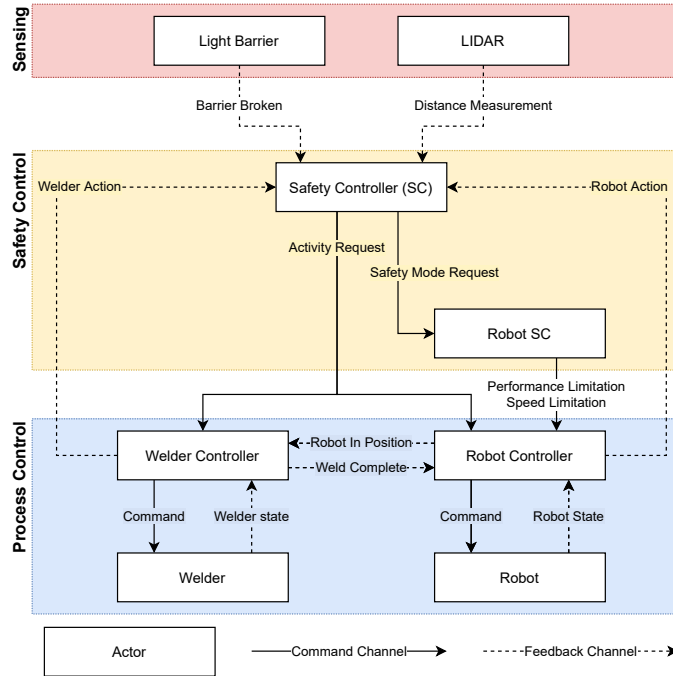 Sensing
Light Barrier
LIDAR
Barrier Broken
Distance Measurement
Safety Control
Welder Action
Safety Controller (SC)
Robot Action
Activity Request
Safety Mode Request
Robot SC
Performance Limitation
Speed Limitation
Process Control
Welder Controller
Robot In Position
Weld Complete
Robot Controller
Command
Welder state
Command
Robot State
Welder
Robot
Actor
Command Channel
Feedback Channel